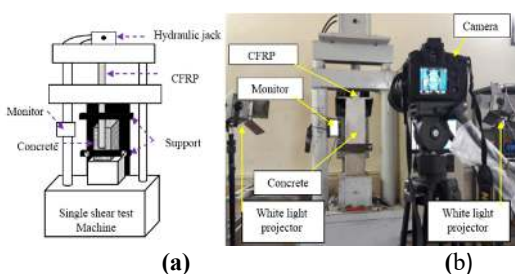 Hydraulic jack
CFRP
Monitor
Concrete
Support
Single shear test
Machine
(a)
Camera
CFRP
Monitor
Concrete
White light
projector
White light
projector
(b)